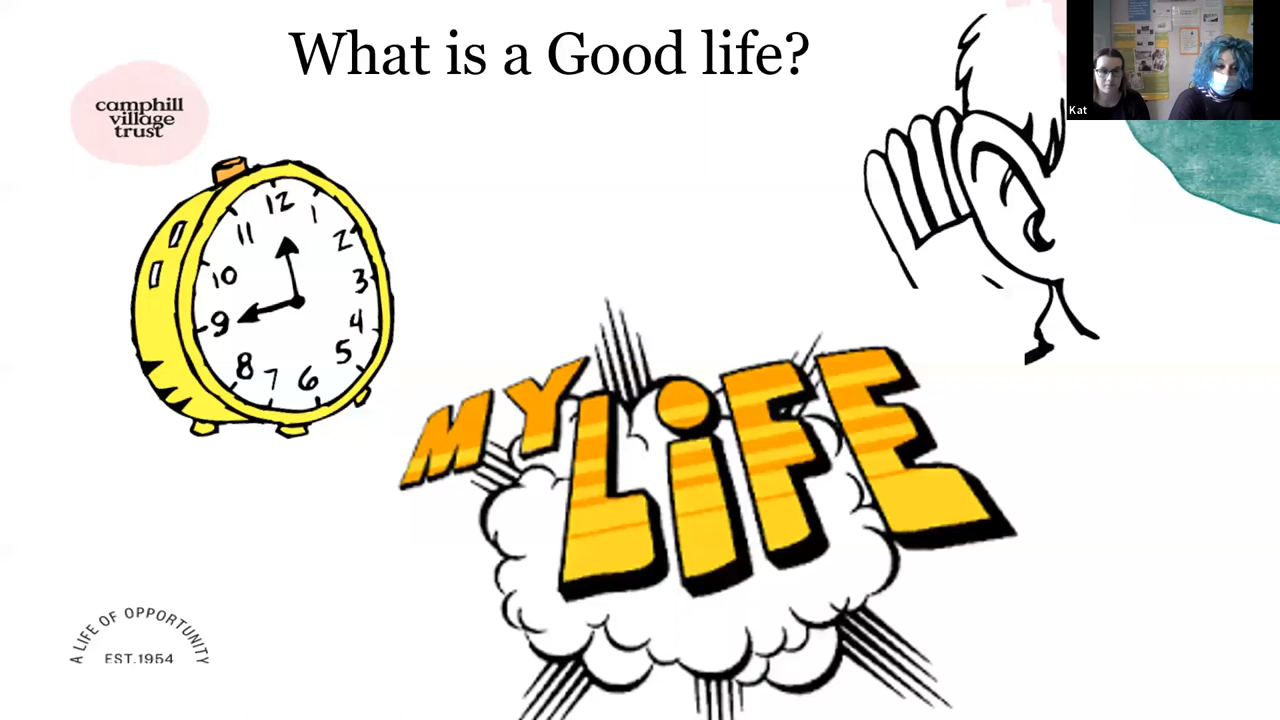 What is a Good life?
camphill
village
trust
Kat
12
1
2
3
4
5
6
7
8
9
10
11
MY LiFE
A LIFE OF OPPORTUNITY
EST.1954